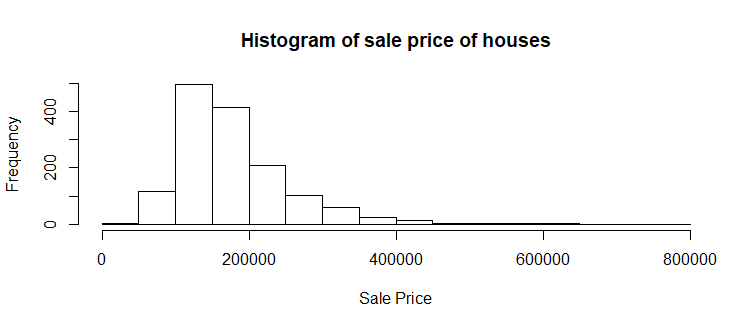 Histogram of sale price of houses
Frequency
400
200
0
0 200000 400000 600000 800000
Sale Price